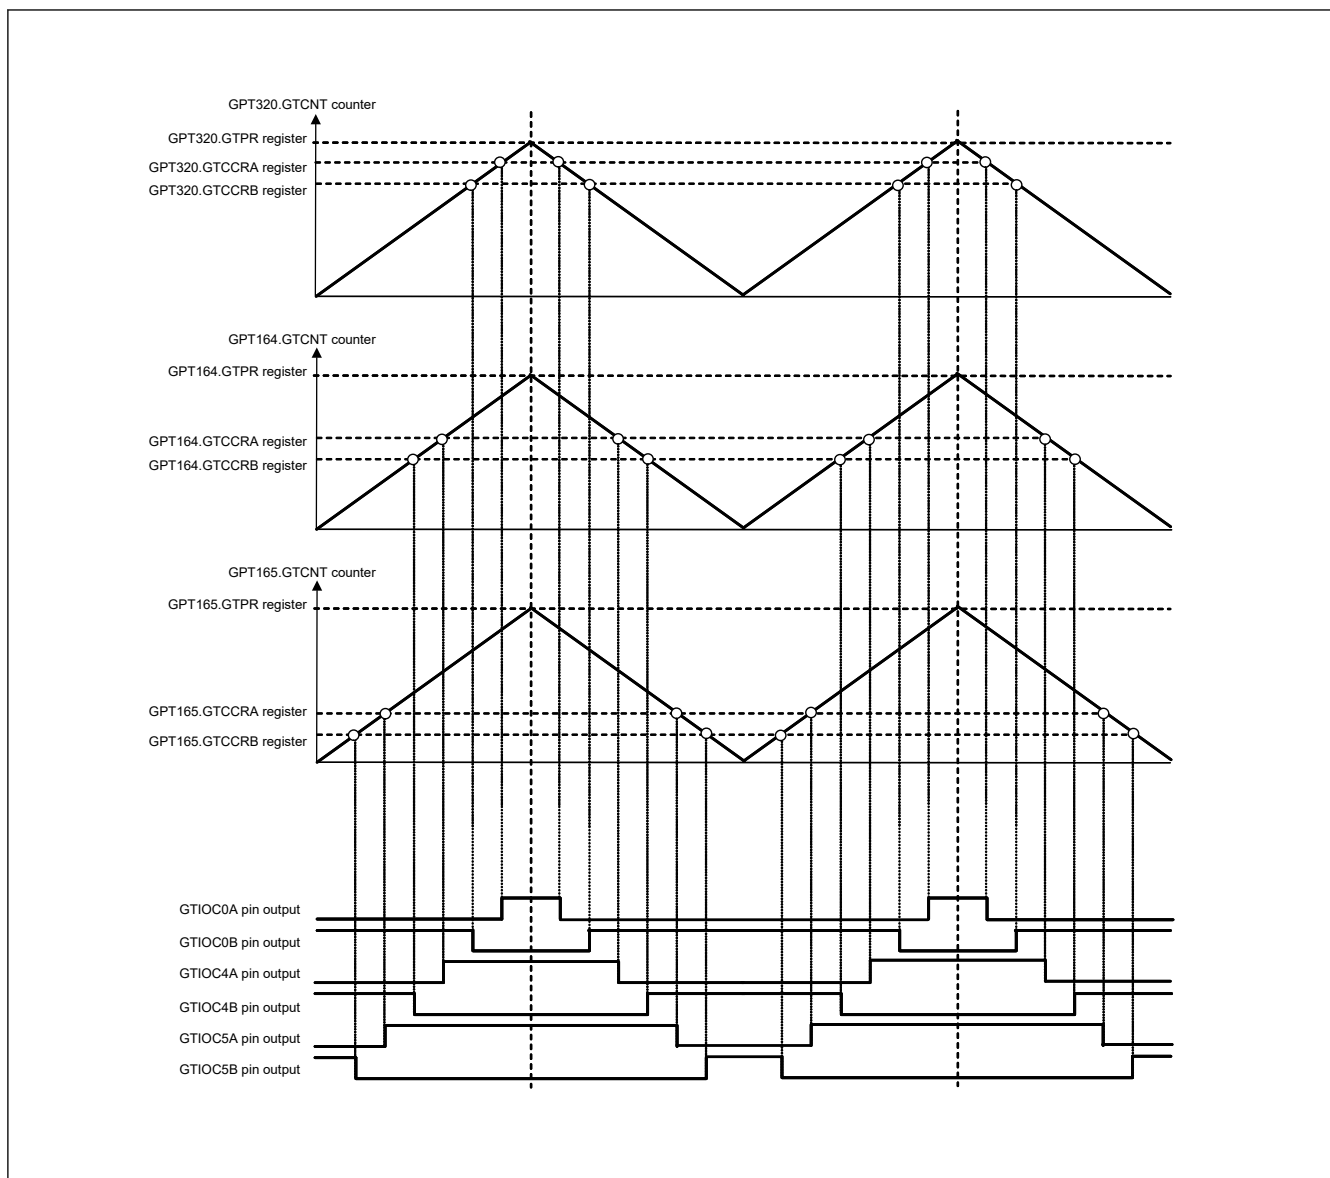 GPT320.GTCNT counter
GPT320.GTPR register
GPT320.GTCCRA register
GPT320.GTCCRB register
GPT164.GTCNT counter
GPT164.GTPR register
GPT164.GTCCRA register
GPT164.GTCCRB register
GPT165.GTCNT counter
GPT165.GTPR register
GPT165.GTCCRA register
GPT165.GTCCRB register
GTIOC0A pin output
GTIOC0B pin output
GTIOC4A pin output
GTIOC4B pin output
GTIOC5A pin output
GTIOC5B pin output